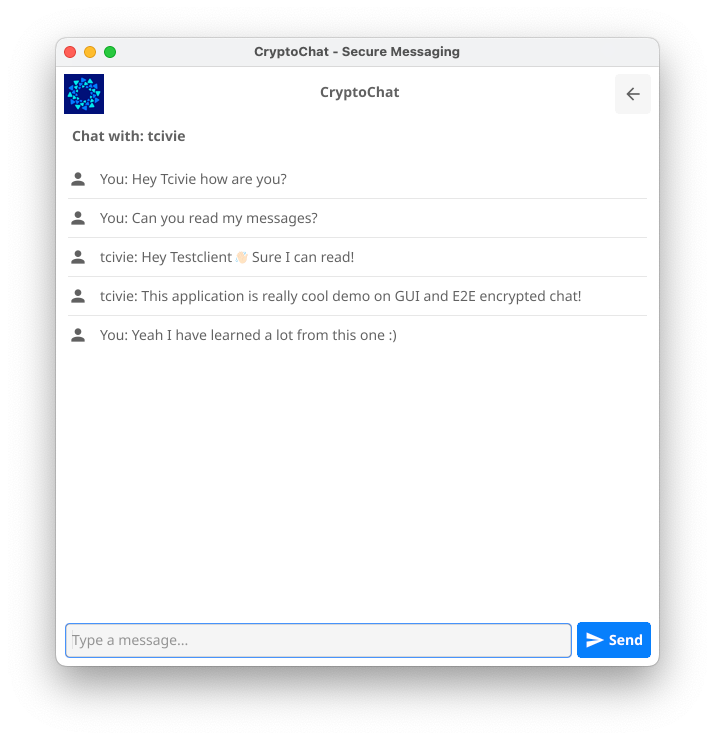 CryptoChat - Secure Messaging
CryptoChat
Chat with: tcivie
You: Hey Tcivie how are you?
You: Can you read my messages?
tcivie: Hey Testclient 👋🏻 Sure I can read!
tcivie: This application is really cool demo on GUI and E2E encrypted chat!
You: Yeah I have learned a lot from this one :)
Type a message...
Send